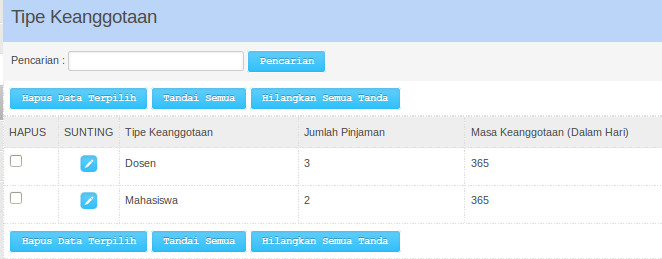 Tipe Keanggotaan
Pencarian : Pencarian
Hapus Data Terpilih Tandai Semua Hilangkan Semua Tanda
HAPUS SUNTING Tipe Keanggotaan Jumlah Pinjaman Masa Keanggotaan (Dalam Hari)
Dosen 3 365
Mahasiswa 2 365
Hapus Data Terpilih Tandai Semua Hilangkan Semua Tanda